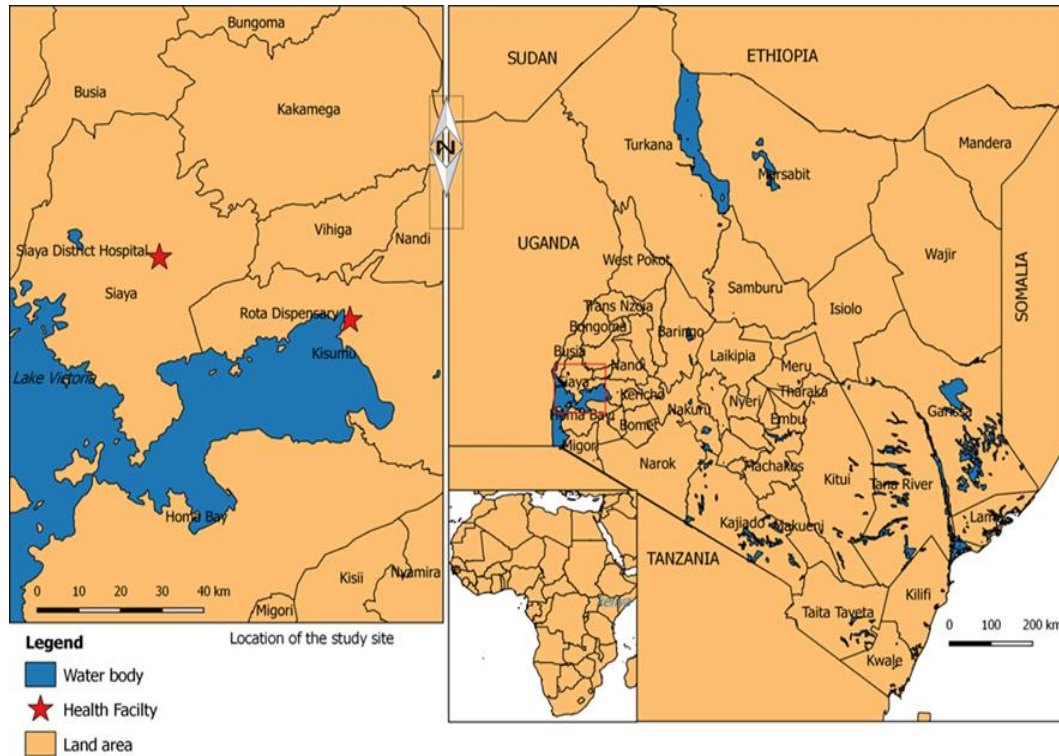 Bungoma
Busia
Kakamega
Vihiga
Nandi
Siaya District Hospital
Siaya
Rota Dispensary
Kisumu
Lake Victoria
Homa Bay
Kisii
Nyamira
Migori
0 10 20 30 40 km
Legend
Location of the study site
Water body
Health Facilty
Land area
N
SUDAN
ETHIOPIA
Turkana
Marsabit
Mandera
UGANDA
West Pokot
Wajir
SOMALIA
Samburu
Isiolo
Trans Nzoia
Bongoma
Baringo
Busia
Nandi
Laikipia
Meru
Siaya
Kericho
Nyeri
Tharaka
Homa Bay
Nakuru
Embu
Garissa
Bomet
Migori
Narok
Machakos
Kitui
Tana River
Kajiado
Makueni
Lamu
TANZANIA
Kenya
Taita Taveta
Kilifi
Kwale
0 100 200 km